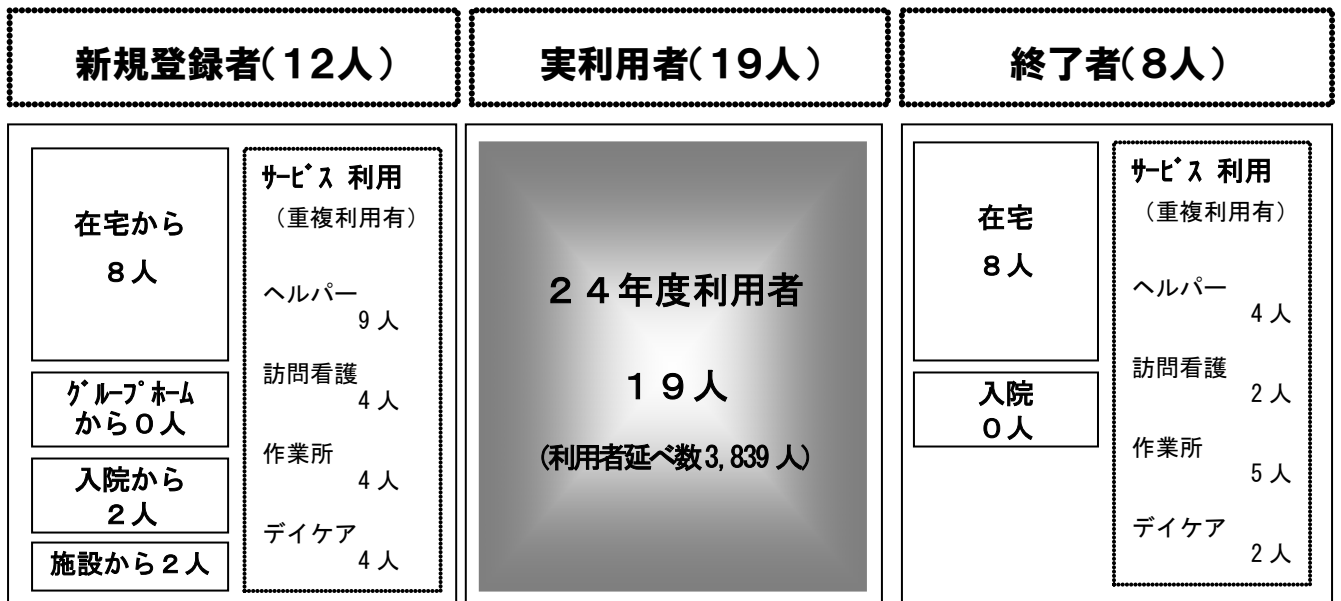 新規登録者(12人)
実利用者(19人)
終了者(8人)
在宅から
8人
グループホーム
から0人
入院から
2人
施設から2人
サービス 利用
(重複利用有)
ヘルパー
9人
訪問看護
4人
作業所
4人
デイケア
4人
24年度利用者
19人
(利用者延べ数3,839人)
在宅
8人
入院
0人
サービス 利用
(重複利用有)
ヘルパー
4人
訪問看護
2人
作業所
5人
デイケア
2人